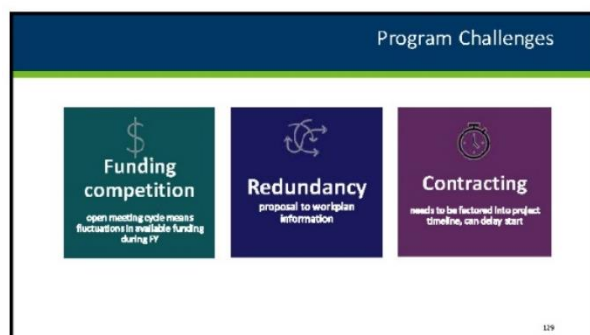 Program Challenges
$
Funding
competition
open meeting cycle means
fluctuations in available funding
during FY
Redundancy
proposal to workplan
information
Contracting
needs to be factored into project
timeline, can delay start
129